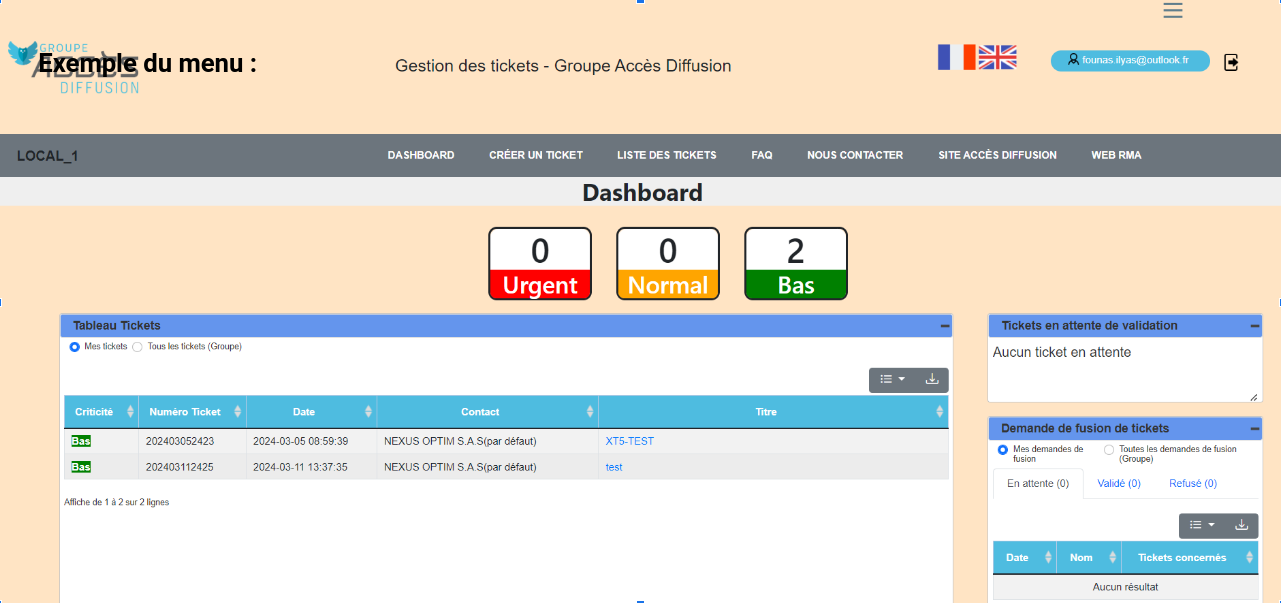 GROUPE
ACCÈS
DIFFUSION
Exemple du menu :
Gestion des tickets - Groupe Accès Diffusion
founas.ilyas@outlook.fr
LOCAL_1
DASHBOARD
CRÉER UN TICKET
LISTE DES TICKETS
FAQ
NOUS CONTACTER
SITE ACCÈS DIFFUSION
WEB RMA
Dashboard
0
Urgent
0
Normal
2
Bas
Tableau Tickets
Mes tickets
Tous les tickets (Groupe)
Criticité Numéro Ticket Date Contact Titre
Bas 202403052423 2024-03-05 08:59:39 NEXUS OPTIM S.A.S(par défaut) XT5-TEST
Bas 202403112425 2024-03-11 13:37:35 NEXUS OPTIM S.A.S(par défaut) test
Affiche de 1 à 2 sur 2 lignes
Tickets en attente de validation
Aucun ticket en attente
Demande de fusion de tickets
Mes demandes de
fusion
Toutes les demandes de fusion
(Groupe)
En attente (0) Validé (0) Refusé (0)
Date Nom Tickets concernés
Aucun résultat